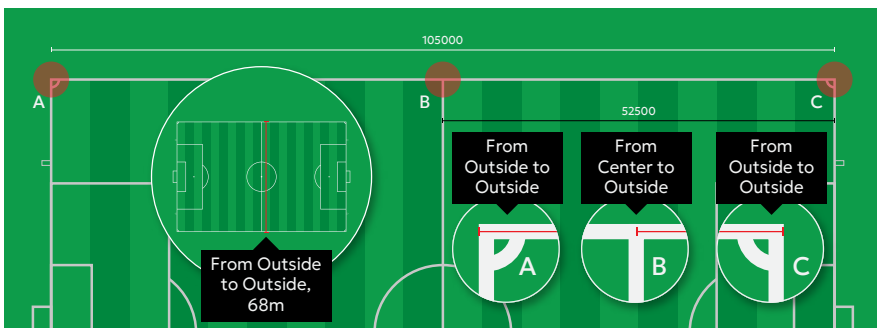 105000
A
B
C
52500
From
Outside to
Outside
From
Center to
Outside
From
Outside to
Outside
A
B
C
From Outside
to Outside,
68m